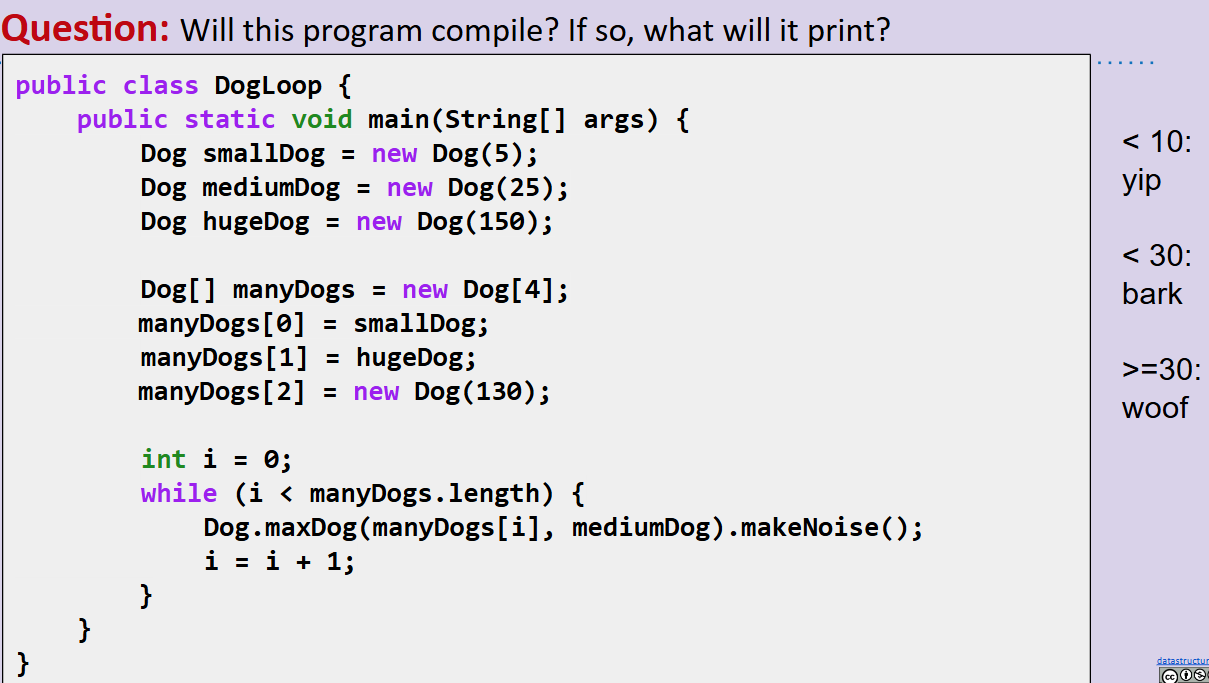 Question: Will this program compile? If so, what will it print?
public class DogLoop {
    public static void main(String[] args) {
        Dog smallDog = new Dog(5);
        Dog mediumDog = new Dog(25);
        Dog hugeDog = new Dog(150);

        Dog[] manyDogs = new Dog[4];
        manyDogs[0] = smallDog;
        manyDogs[1] = hugeDog;
        manyDogs[2] = new Dog(130);

        int i = 0;
        while (i < manyDogs.length) {
            Dog.maxDog(manyDogs[i], mediumDog).makeNoise();
            i = i + 1;
        }
    }
}
< 10:
yip
< 30:
bark
>=30:
woof
datastructur
cc